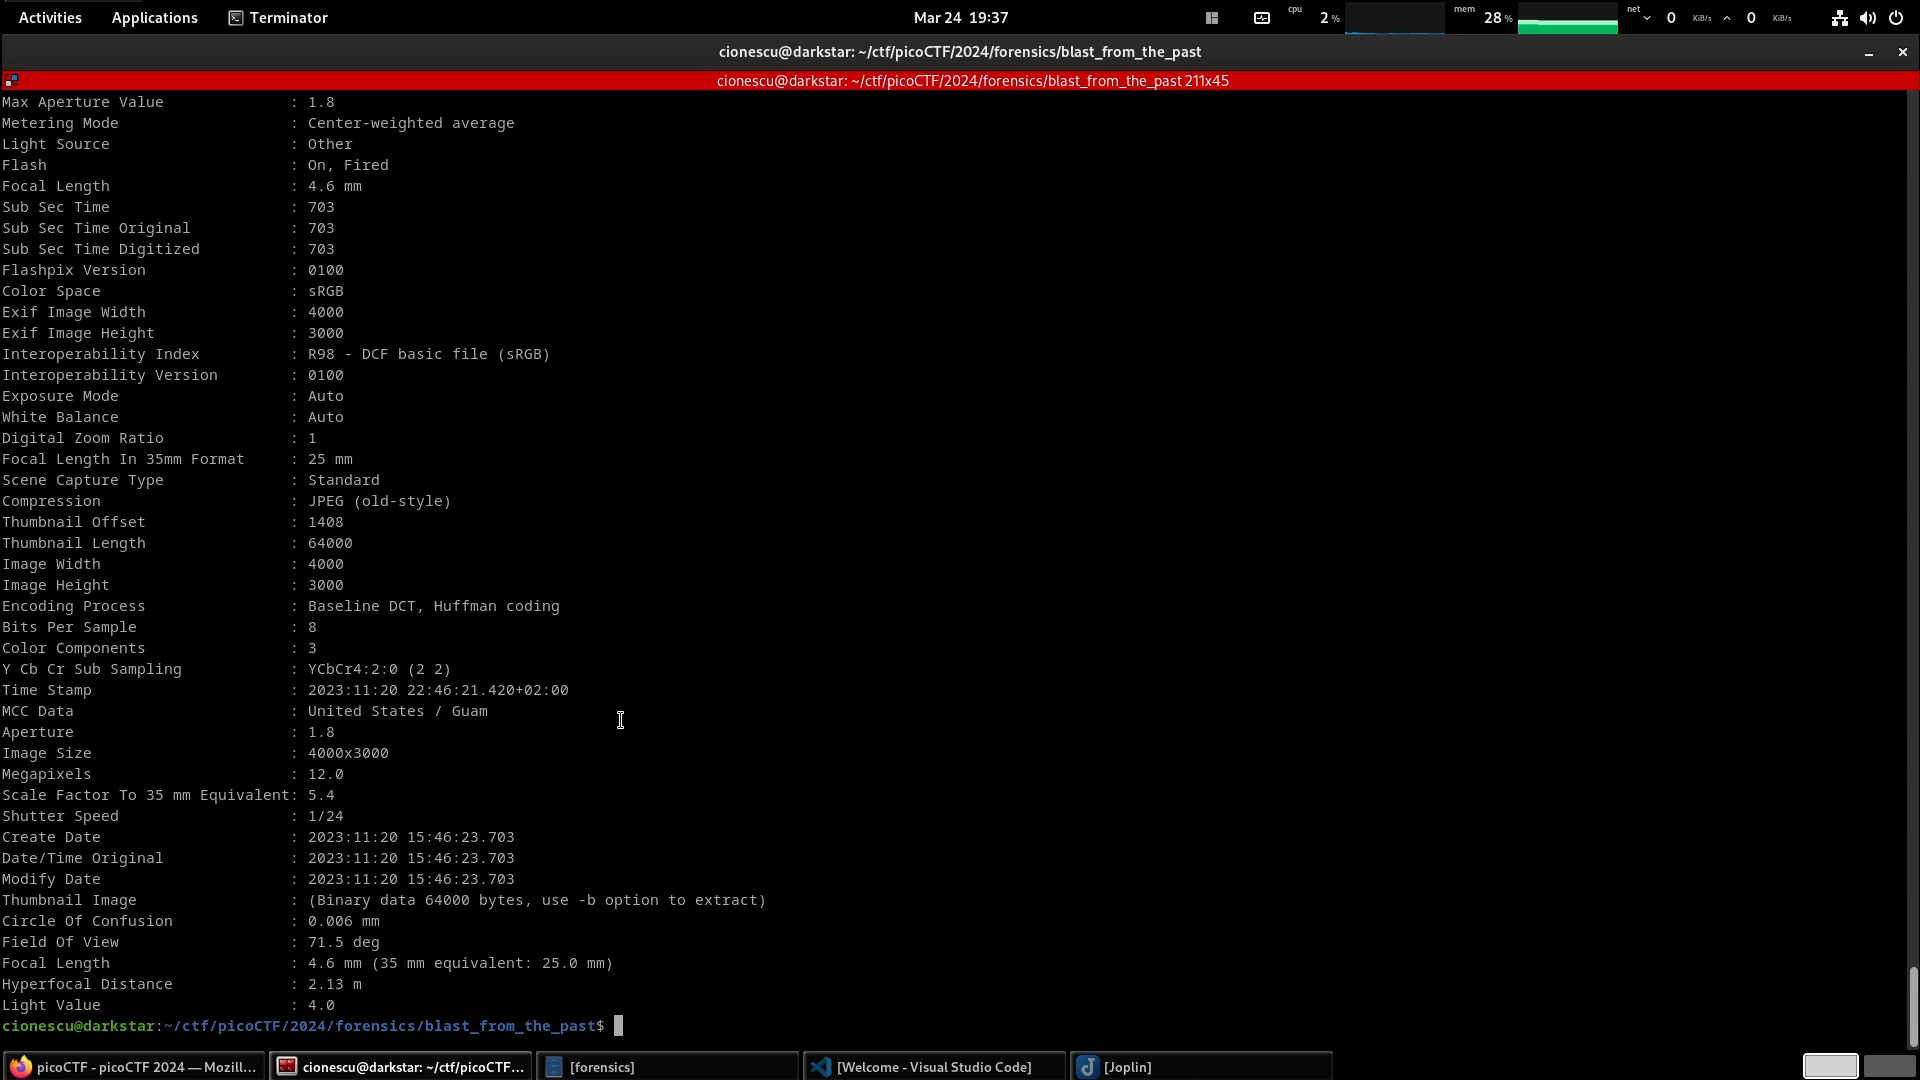 Activities Applications Terminator Mar 24 19:37 cpu 2 % mem 28 % net 0 KiB/s 0 KiB/s
cionescu@darkstar: ~/ctf/picoCTF/2024/forensics/blast_from_the_past
cionescu@darkstar: ~/ctf/picoCTF/2024/forensics/blast_from_the_past 211x45
Max Aperture Value : 1.8
Metering Mode : Center-weighted average
Light Source : Other
Flash : On, Fired
Focal Length : 4.6 mm
Sub Sec Time : 703
Sub Sec Time Original : 703
Sub Sec Time Digitized : 703
Flashpix Version : 0100
Color Space : sRGB
Exif Image Width : 4000
Exif Image Height : 3000
Interoperability Index : R98 - DCF basic file (sRGB)
Interoperability Version : 0100
Exposure Mode : Auto
White Balance : Auto
Digital Zoom Ratio : 1
Focal Length In 35mm Format : 25 mm
Scene Capture Type : Standard
Compression : JPEG (old-style)
Thumbnail Offset : 1408
Thumbnail Length : 64000
Image Width : 4000
Image Height : 3000
Encoding Process : Baseline DCT, Huffman coding
Bits Per Sample : 8
Color Components : 3
Y Cb Cr Sub Sampling : YCbCr4:2:0 (2 2)
Time Stamp : 2023:11:20 22:46:21.420+02:00
MCC Data : United States / Guam
Aperture : 1.8
Image Size : 4000x3000
Megapixels : 12.0
Scale Factor To 35 mm Equivalent: 5.4
Shutter Speed : 1/24
Create Date : 2023:11:20 15:46:23.703
Date/Time Original : 2023:11:20 15:46:23.703
Modify Date : 2023:11:20 15:46:23.703
Thumbnail Image : (Binary data 64000 bytes, use -b option to extract)
Circle Of Confusion : 0.006 mm
Field Of View : 71.5 deg
Focal Length : 4.6 mm (35 mm equivalent: 25.0 mm)
Hyperfocal Distance : 2.13 m
Light Value : 4.0
cionescu@darkstar:~/ctf/picoCTF/2024/forensics/blast_from_the_past$
picoCTF - picoCTF 2024 — Mozill... cionescu@darkstar: ~/ctf/picoCTF... [forensics] [Welcome - Visual Studio Code] [Joplin]